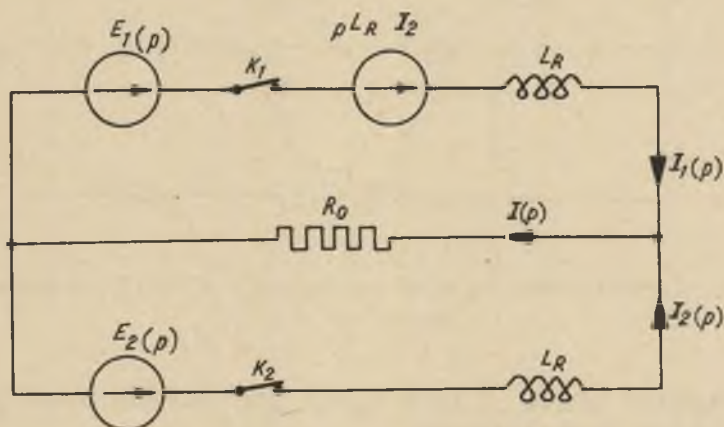 E1(p)
K1
pLR I2
LR
I1(p)
R0
I(p)
I2(p)
E2(p)
K2
LR